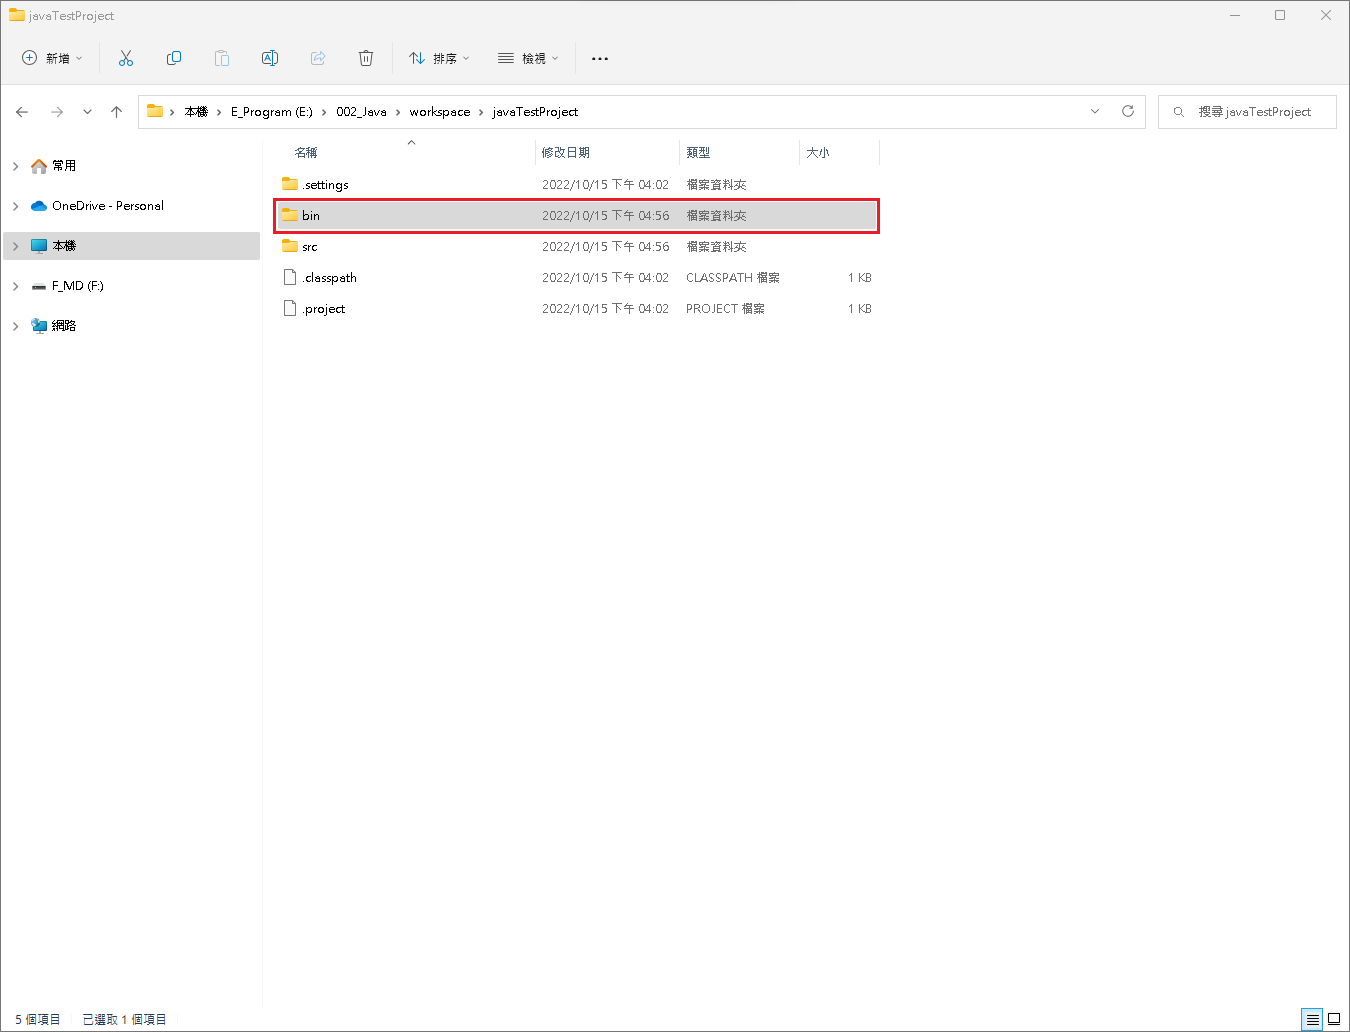 javaTestProject
新增 排序 檢視
本機 E_Program (E:) 002_Java workspace javaTestProject 搜尋 javaTestProject
常用
OneDrive - Personal
本機
F_MD (F:)
網路
名稱 修改日期 類型 大小
.settings 2022/10/15 下午 04:02 檔案資料夾
bin 2022/10/15 下午 04:56 檔案資料夾
src 2022/10/15 下午 04:56 檔案資料夾
.classpath 2022/10/15 下午 04:02 CLASSPATH 檔案 1 KB
.project 2022/10/15 下午 04:02 PROJECT 檔案 1 KB
5 個項目 已選取 1 個項目